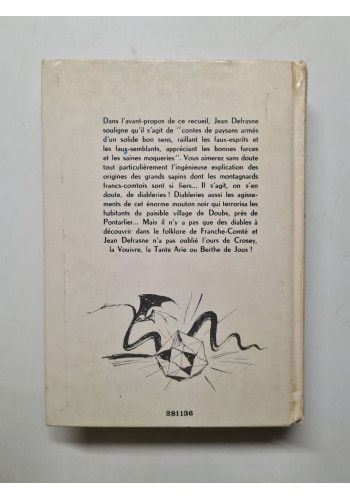 Dans l'avant-propos de ce recueil, Jean Defrasne
souligne qu'il s'agit de "contes de paysans armés
d'un solide bon sens, raillant les faux-esprits et
les faux-semblants, appréciant les bonnes farces
et les saines moqueries". Vous aimerez sans doute
tout particulièrement l'ingénieuse explication des
origines des grands sapins dont les montagnards
francs-comtois sont si fiers... Il s'agit, on s'en
doute, de diableries ! Diableries aussi les agisse-
ments de cet énorme mouton noir qui terrorisa les
habitants du paisible village de Doubs, près de
Pontarlier... Mais il n'y a pas que des diables à
découvrir dans le folklore de Franche-Comté et
Jean Defrasne n'a pas oublié l'ours de Crosey,
la Vouivre, la Tante Arie ou Berthe de Joux !
281136